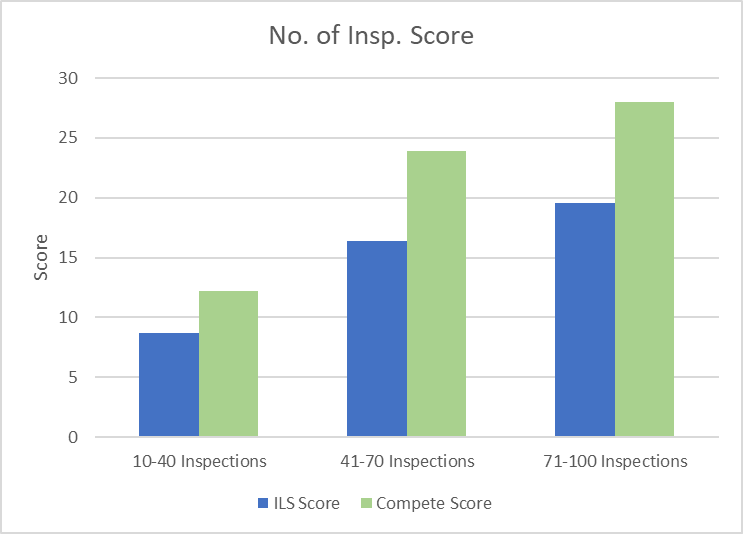 No. of Insp. Score
30
25
20
15
10
5
0
Score
10-40 Inspections 41-70 Inspections 71-100 Inspections
ILS Score Compete Score